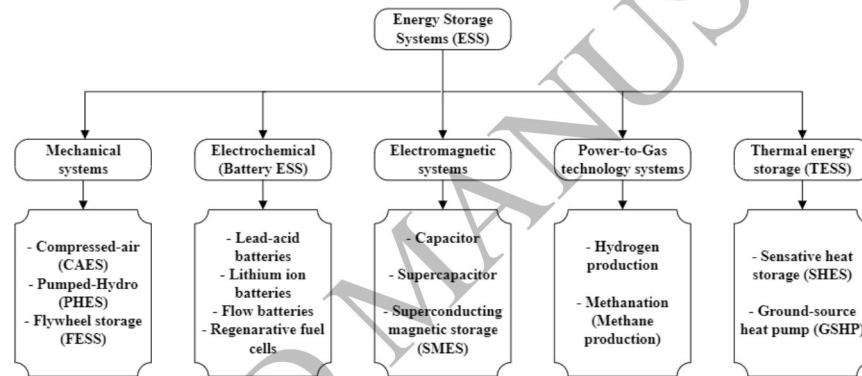 Energy Storage
Systems (ESS)
Mechanical
systems
Electrochemical
(Battery ESS)
Electromagnetic
systems
Power-to-Gas
technology systems
Thermal energy
storage (TESS)
- Compressed-air
(CAES)
- Pumped-Hydro
(PHES)
- Flywheel storage
(FESS)
- Lead-acid
batteries
- Lithium ion
batteries
- Flow batteries
- Regenarative fuel
cells
- Capacitor
- Supercapacitor
- Superconducting
magnetic storage
(SMES)
- Hydrogen
production
- Methanation
(Methane
production)
- Sensative heat
storage (SHES)
- Ground-source
heat pump (GSHP)
D MANUS